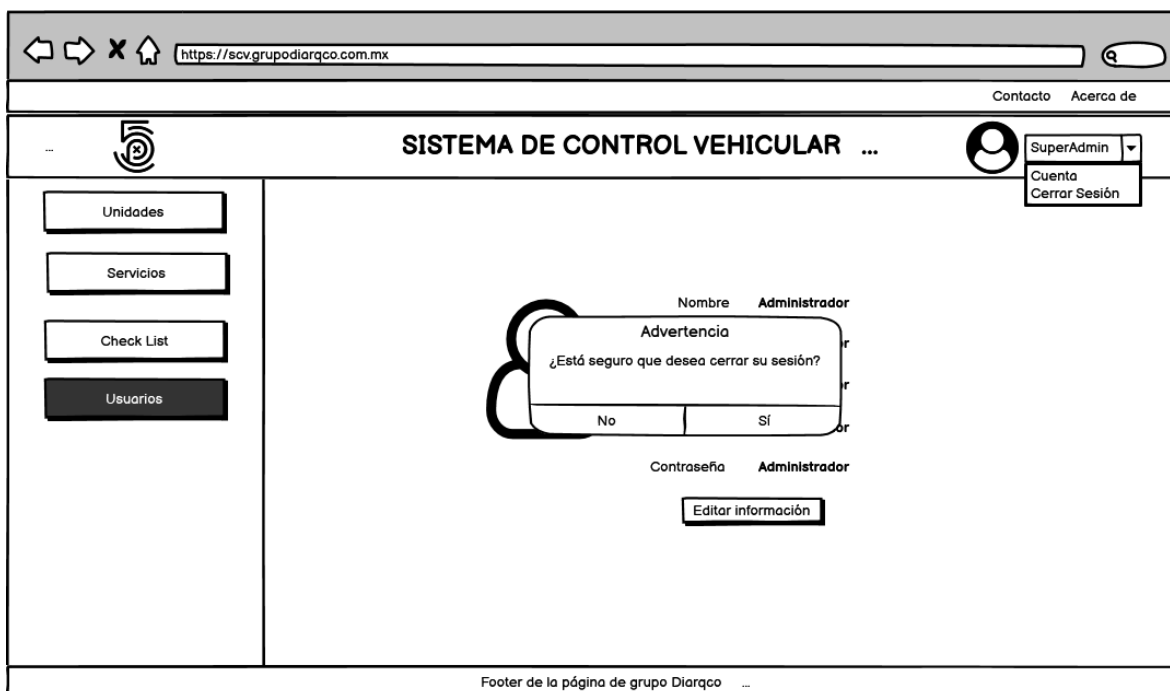 https://scv.grupodiarqco.com.mx
Contacto Acerca de
... SISTEMA DE CONTROL VEHICULAR ... SuperAdmin
Cuenta
Cerrar Sesión
Unidades
Servicios
Check List
Usuarios
Nombre Administrador
Advertencia
¿Está seguro que desea cerrar su sesión?
No Sí
Contraseña Administrador
Editar información
Footer de la página de grupo Diarqco ...